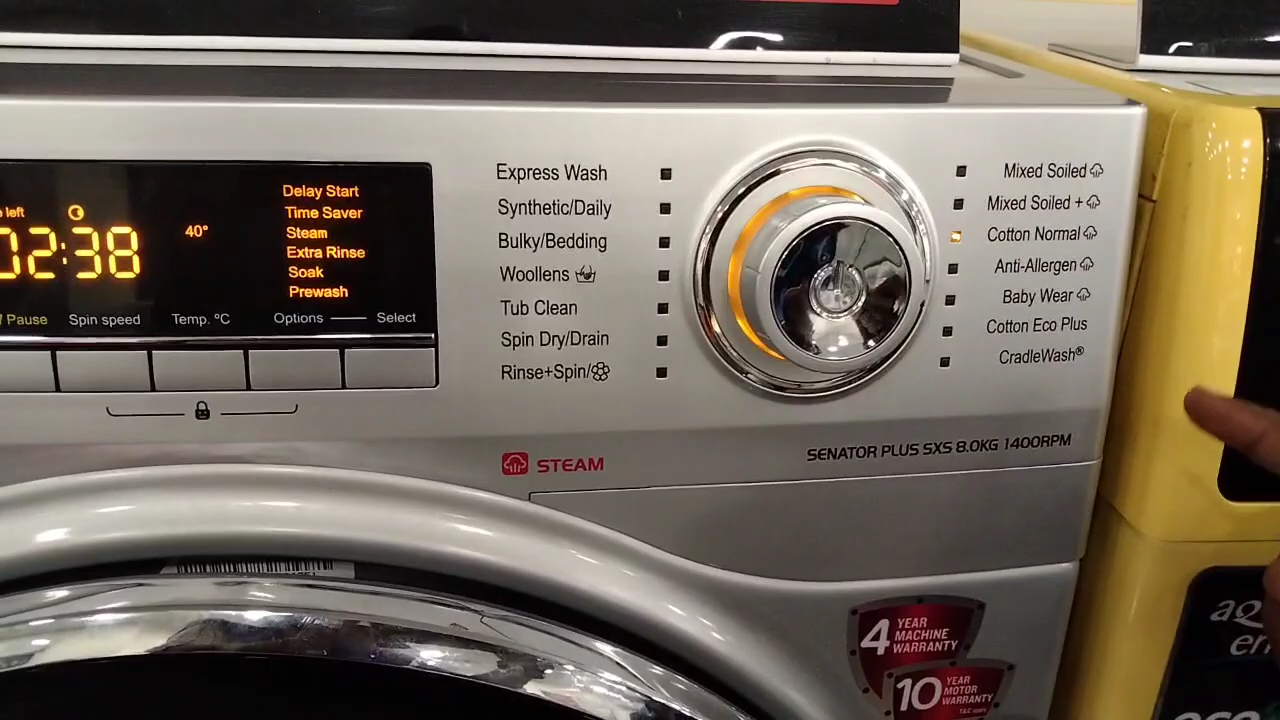 Delay Start
left
Time Saver
02:38
40°
Steam
Extra Rinse
Soak
Prewash
Pause
Spin speed
Temp. ºC
Options
Select
Express Wash
Synthetic/Daily
Bulky/Bedding
Woollens
Tub Clean
Spin Dry/Drain
Rinse+Spin/
Mixed Soiled
Mixed Soiled +
Cotton Normal
Anti-Allergen
Baby Wear
Cotton Eco Plus
CradleWash®
STEAM
SENATOR PLUS SXS 8.0KG 1400RPM
4 YEAR
MACHINE
WARRANTY
10 YEAR
MOTOR
WARRANTY